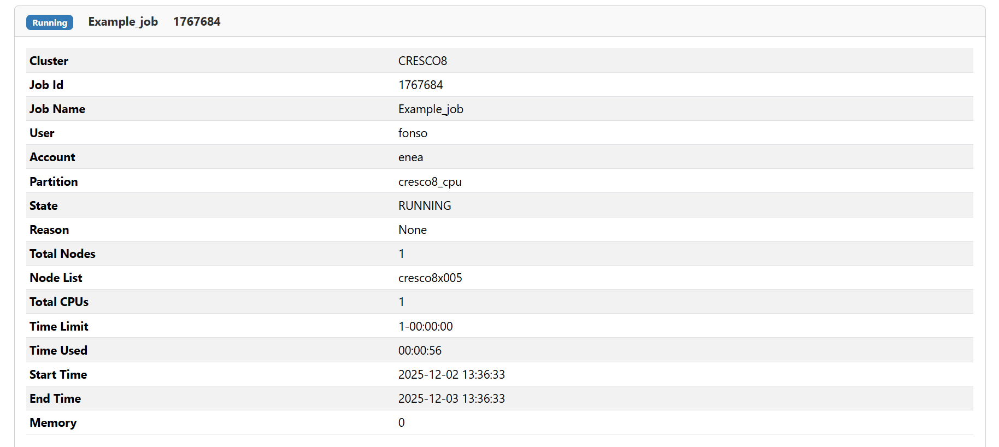 Running Example_job 1767684
Cluster CRESCO8
Job Id 1767684
Job Name Example_job
User fonso
Account enea
Partition cresco8_cpu
State RUNNING
Reason None
Total Nodes 1
Node List cresco8x005
Total CPUs 1
Time Limit 1-00:00:00
Time Used 00:00:56
Start Time 2025-12-02 13:36:33
End Time 2025-12-03 13:36:33
Memory 0